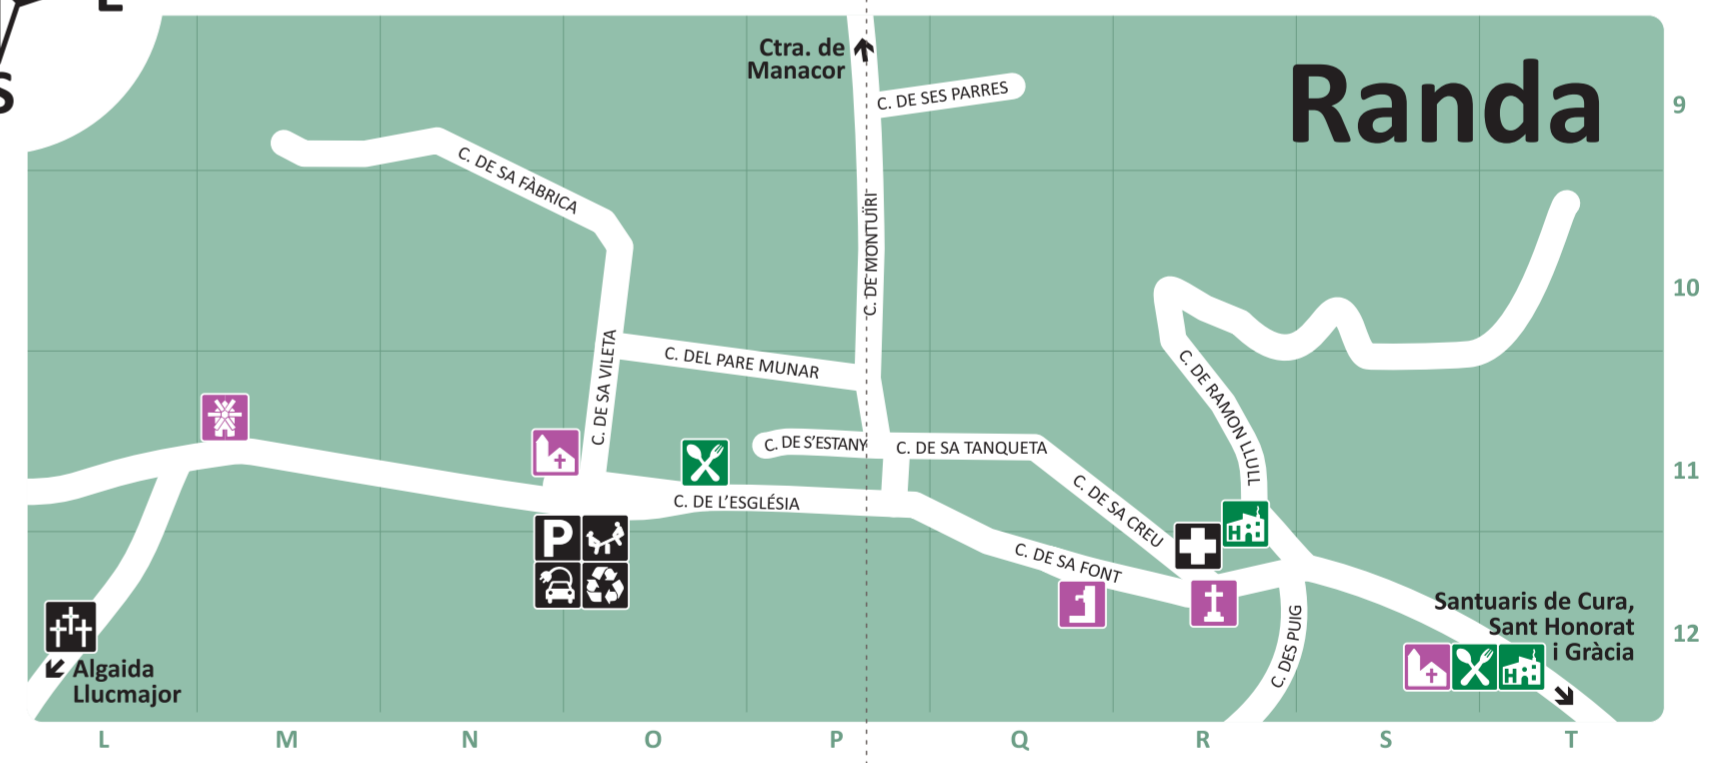 E
S
Ctra. de
Manacor
C. DE SES PARRES
Randa
9
C. DE SA FÀBRICA
C. DE MONTUÏRI
10
C. DE SA VILETA
C. DEL PARE MUNAR
C. DE RAMON LLULL
C. DE S'ESTANY
C. DE SA TANQUETA
11
C. DE L'ESGLÉSIA
C. DE SA CREU
H
P
C. DE SA FONT
Santuaris de Cura,
Sant Honorat
i Gràcia
12
C. DES PUIG
H
Algaida
Llucmajor
L M N O P Q R S T